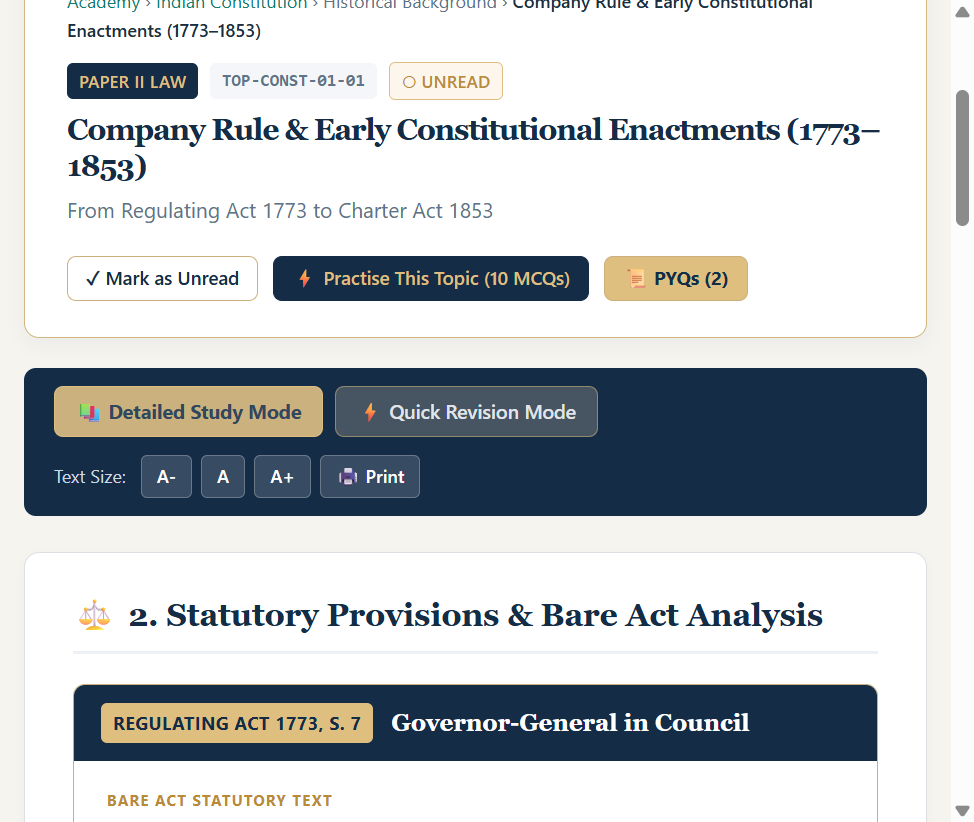 Academy › Indian Constitution › Historical Background › Company Rule & Early Constitutional
Enactments (1773–1853)
PAPER II LAW
TOP-CONST-01-01
○ UNREAD
Company Rule & Early Constitutional Enactments (1773–
1853)
From Regulating Act 1773 to Charter Act 1853
✓ Mark as Unread
Practise This Topic (10 MCQs)
PYQs (2)
Detailed Study Mode
Quick Revision Mode
Text Size:
A-
A
A+
Print
2. Statutory Provisions & Bare Act Analysis
REGULATING ACT 1773, S. 7
Governor-General in Council
BARE ACT STATUTORY TEXT